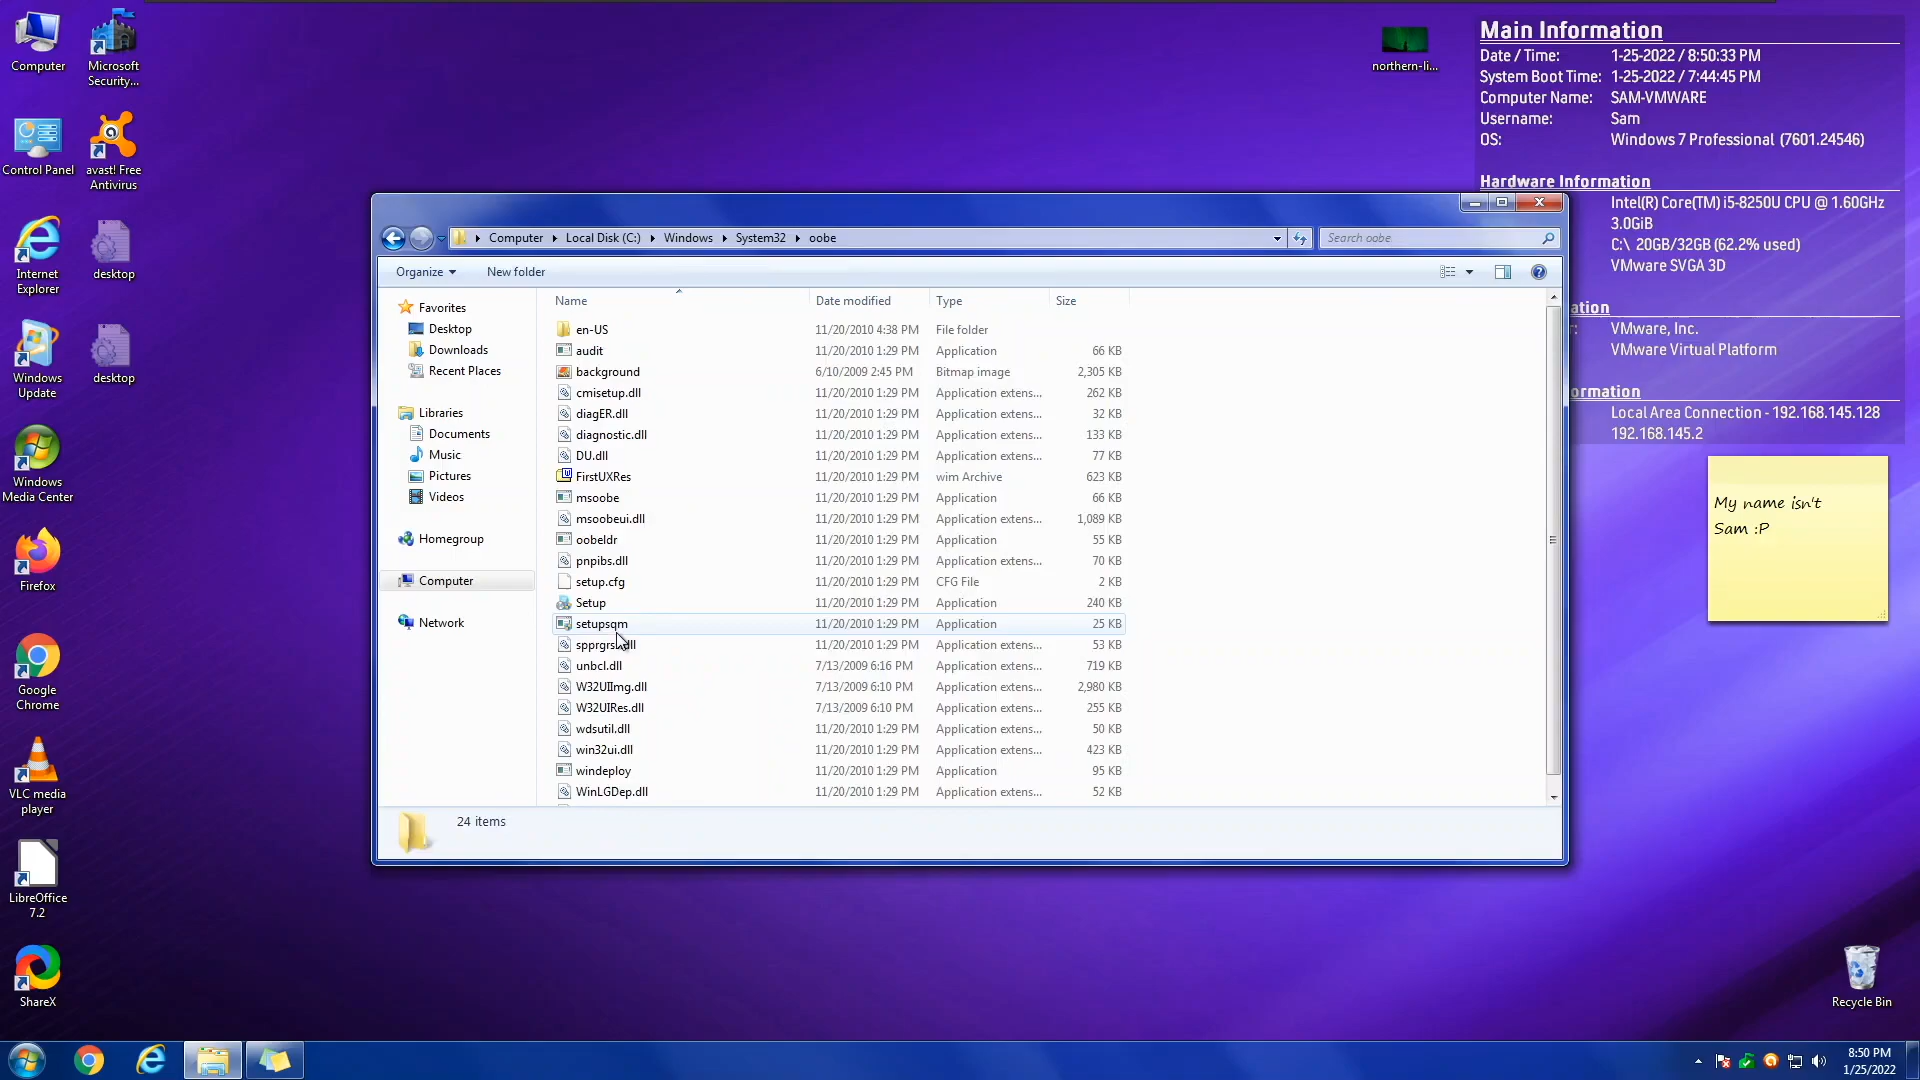 Computer
Microsoft
Security...
Control Panel
avast! Free
Antivirus
Internet
Explorer
desktop
Windows
Update
desktop
Windows
Media Center
Firefox
Google
Chrome
VLC media
player
LibreOffice
7.2
ShareX
northern-li...
Main Information
Date / Time: 1-25-2022 / 8:50:33 PM
System Boot Time: 1-25-2022 / 7:44:45 PM
Computer Name: SAM-VMWARE
Username: Sam
OS: Windows 7 Professional (7601.24546)
Hardware Information
Intel(R) Core(TM) i5-8250U CPU @ 1.60GHz
3.0GiB
C:\ 20GB/32GB (62.2% used)
VMware SVGA 3D
ation
r: VMware, Inc.
VMware Virtual Platform
ormation
Local Area Connection - 192.168.145.128
192.168.145.2
My name isn't
Sam :P
Computer Local Disk (C:) Windows System32 oobe
Search oobe
Organize New folder
Favorites
Desktop
Downloads
Recent Places
Libraries
Documents
Music
Pictures
Videos
Homegroup
Computer
Network
Name Date modified Type Size
en-US 11/20/2010 4:38 PM File folder
audit 11/20/2010 1:29 PM Application 66 KB
background 6/10/2009 2:45 PM Bitmap image 2,305 KB
cmisetup.dll 11/20/2010 1:29 PM Application extens... 262 KB
diagER.dll 11/20/2010 1:29 PM Application extens... 32 KB
diagnostic.dll 11/20/2010 1:29 PM Application extens... 133 KB
DU.dll 11/20/2010 1:29 PM Application extens... 77 KB
FirstUXRes 11/20/2010 1:29 PM wim Archive 623 KB
msoobe 11/20/2010 1:29 PM Application 66 KB
msoobeui.dll 11/20/2010 1:29 PM Application extens... 1,089 KB
oobeldr 11/20/2010 1:29 PM Application 55 KB
pnpibs.dll 11/20/2010 1:29 PM Application extens... 70 KB
setup.cfg 11/20/2010 1:29 PM CFG File 2 KB
Setup 11/20/2010 1:29 PM Application 240 KB
setupsqm 11/20/2010 1:29 PM Application 25 KB
11/20/2010 1:29 PM Application extens... 53 KB
unbcl.dll 7/13/2009 6:16 PM Application extens... 719 KB
W32UIImg.dll 7/13/2009 6:10 PM Application extens... 2,980 KB
W32UIRes.dll 7/13/2009 6:10 PM Application extens... 255 KB
wdsutil.dll 11/20/2010 1:29 PM Application extens... 50 KB
win32ui.dll 11/20/2010 1:29 PM Application extens... 423 KB
windeploy 11/20/2010 1:29 PM Application 95 KB
WinLGDep.dll 11/20/2010 1:29 PM Application extens... 52 KB
24 items
Recycle Bin
8:50 PM
1/25/2022